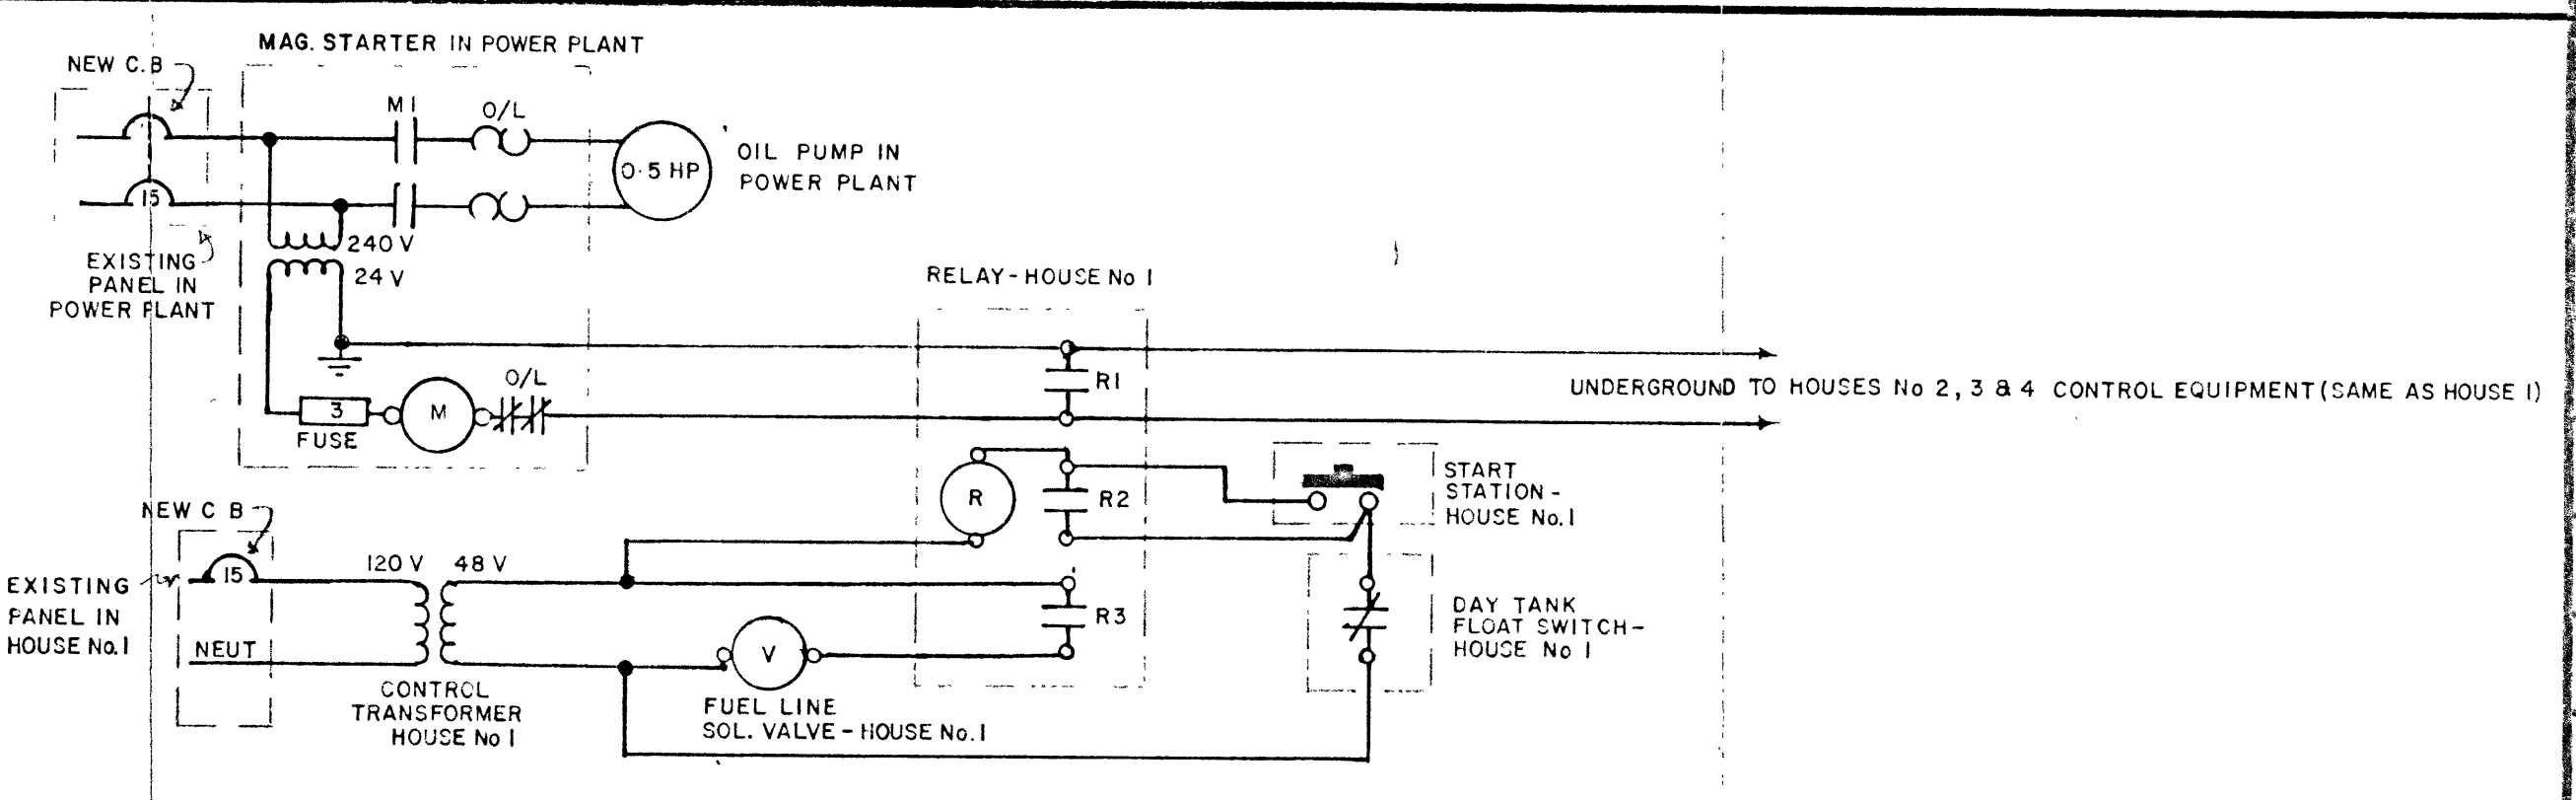 MAG. STARTER IN POWER PLANT
NEW C.B
M1
O/L
0.5 HP
OIL PUMP IN
POWER PLANT
15
240 V
24 V
EXISTING
PANEL IN
POWER PLANT
RELAY-HOUSE No 1
O/L
3
M
FUSE
R1
UNDERGROUND TO HOUSES No 2, 3 & 4 CONTROL EQUIPMENT (SAME AS HOUSE 1)
R
R2
START
STATION-
HOUSE No.1
NEW C B
15
120 V
48 V
EXISTING
PANEL IN
HOUSE No.1
NEUT
V
R3
DAY TANK
FLOAT SWITCH-
HOUSE No 1
CONTROL
TRANSFORMER
HOUSE No 1
FUEL LINE
SOL. VALVE-HOUSE No.1